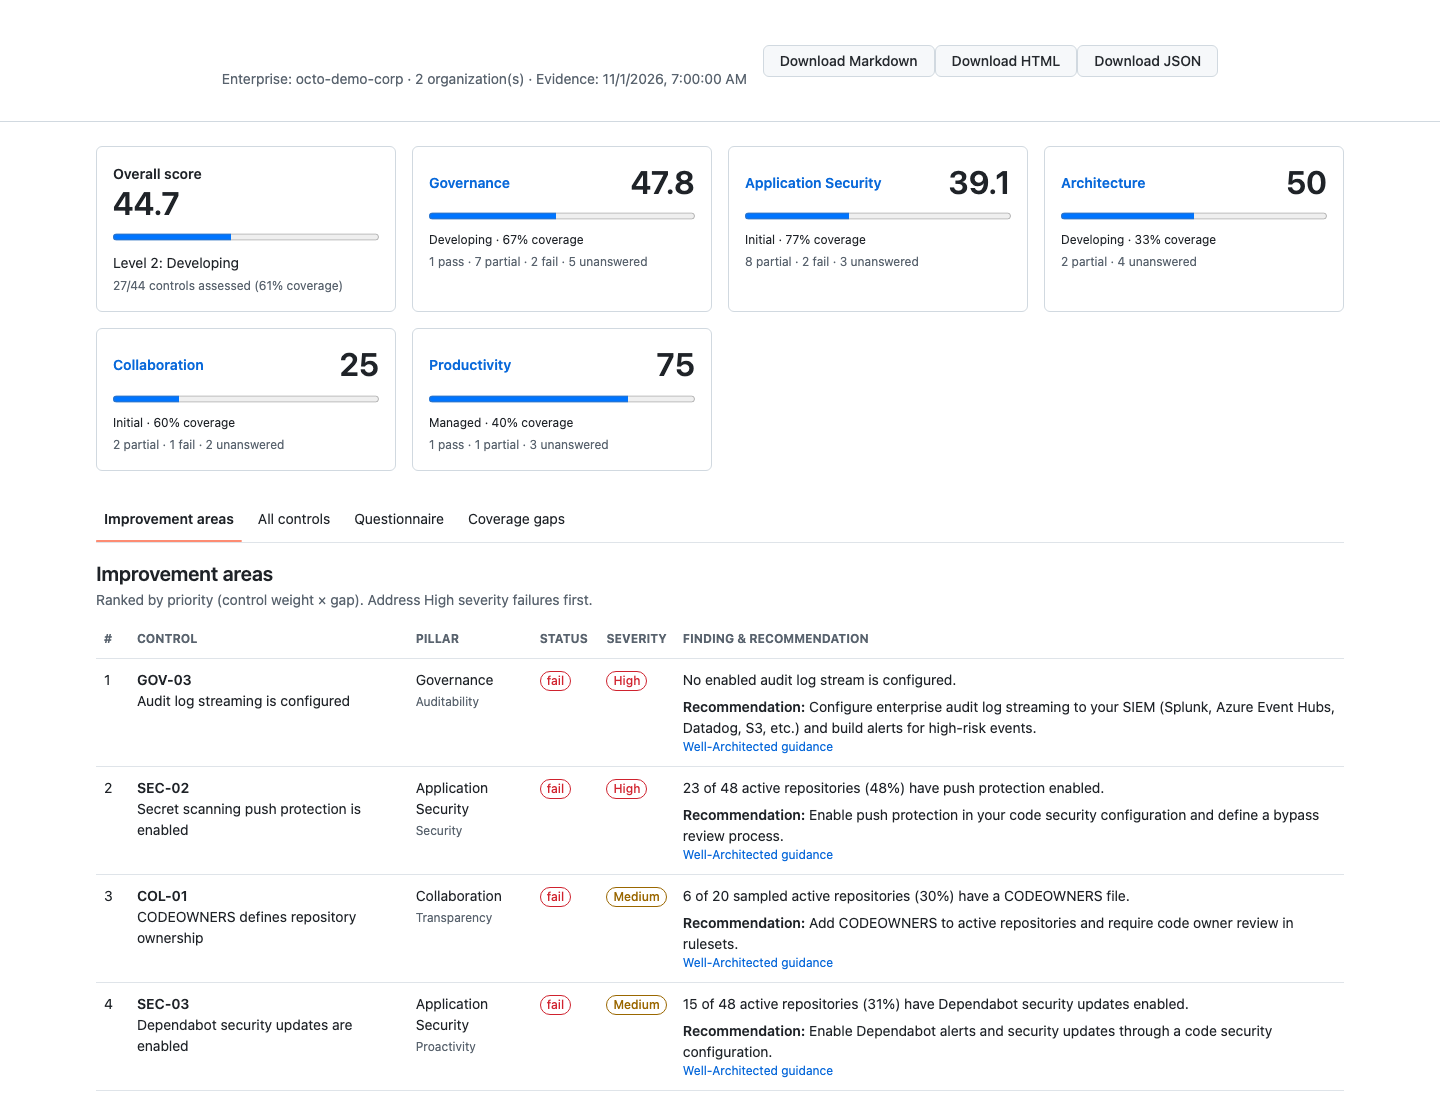 Enterprise: octo-demo-corp · 2 organization(s) · Evidence: 11/1/2026, 7:00:00 AM
Download Markdown
Download HTML
Download JSON
Overall score
44.7
Level 2: Developing
27/44 controls assessed (61% coverage)
Governance
47.8
Developing · 67% coverage
1 pass · 7 partial · 2 fail · 5 unanswered
Application Security
39.1
Initial · 77% coverage
8 partial · 2 fail · 3 unanswered
Architecture
50
Developing · 33% coverage
2 partial · 4 unanswered
Collaboration
25
Initial · 60% coverage
2 partial · 1 fail · 2 unanswered
Productivity
75
Managed · 40% coverage
1 pass · 1 partial · 3 unanswered
Improvement areas
All controls
Questionnaire
Coverage gaps
Improvement areas
Ranked by priority (control weight × gap). Address High severity failures first.
# CONTROL PILLAR STATUS SEVERITY FINDING & RECOMMENDATION
1
GOV-03
Audit log streaming is configured
Governance
Auditability
fail
High
No enabled audit log stream is configured.
Recommendation: Configure enterprise audit log streaming to your SIEM (Splunk, Azure Event Hubs,
Datadog, S3, etc.) and build alerts for high-risk events.
Well-Architected guidance
2
SEC-02
Secret scanning push protection is
enabled
Application
Security
Security
fail
High
23 of 48 active repositories (48%) have push protection enabled.
Recommendation: Enable push protection in your code security configuration and define a bypass
review process.
Well-Architected guidance
3
COL-01
CODEOWNERS defines repository
ownership
Collaboration
Transparency
fail
Medium
6 of 20 sampled active repositories (30%) have a CODEOWNERS file.
Recommendation: Add CODEOWNERS to active repositories and require code owner review in
rulesets.
Well-Architected guidance
4
SEC-03
Dependabot security updates are
enabled
Application
Security
Proactivity
fail
Medium
15 of 48 active repositories (31%) have Dependabot security updates enabled.
Recommendation: Enable Dependabot alerts and security updates through a code security
configuration.
Well-Architected guidance